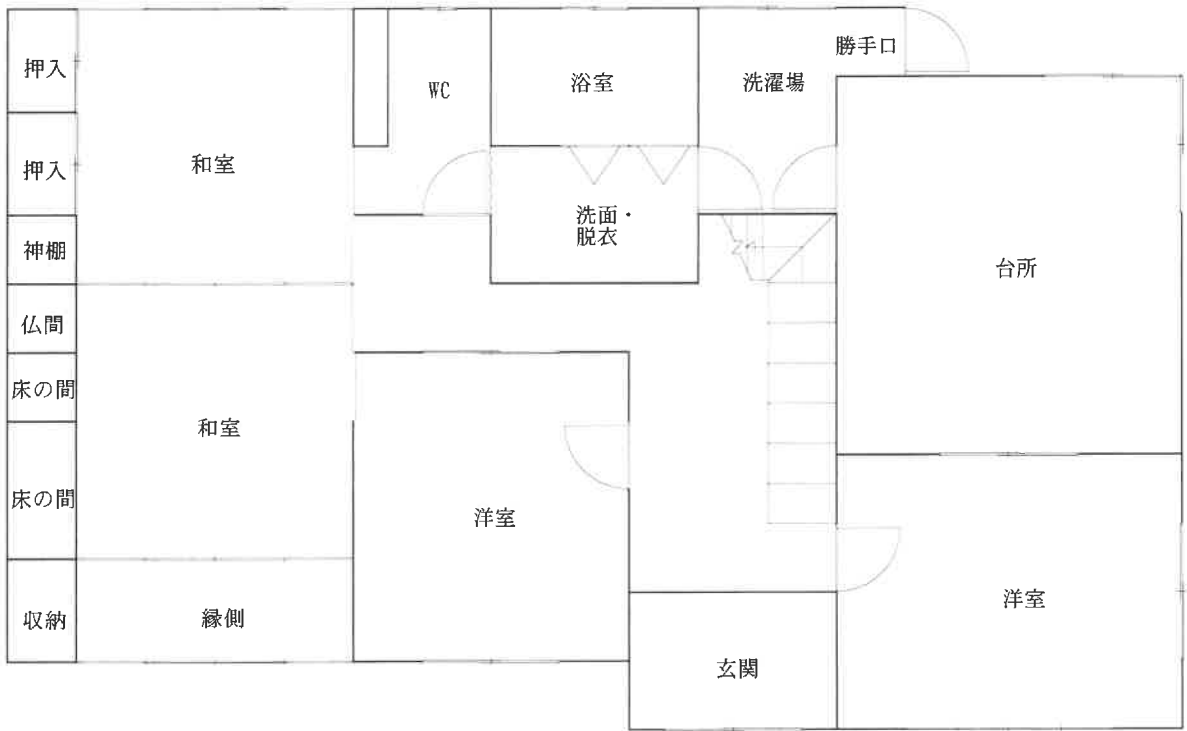 押入
押入
神棚
仏間
床の間
床の間
収納
和室
和室
縁側
WC
浴室
洗面・
脱衣
洗濯場
勝手口
台所
洋室
洋室
玄関